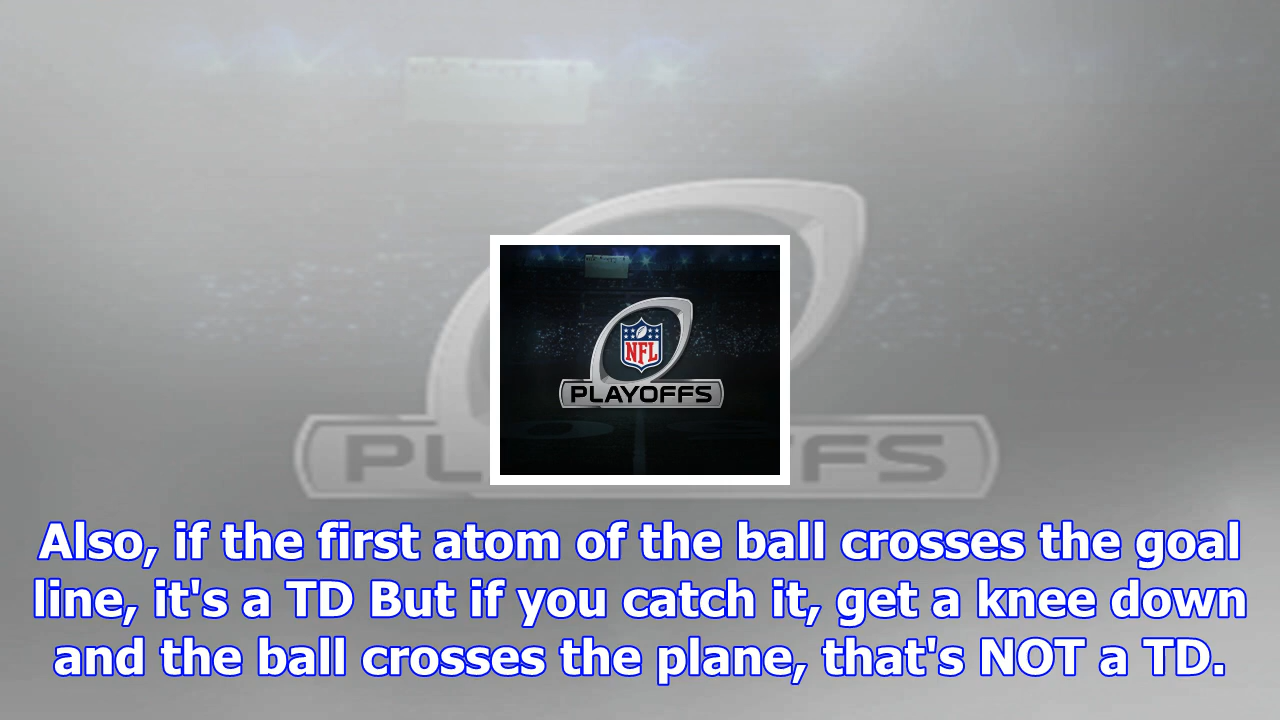 NFL
PLAYOFFS
PL FFS
Also, if the first atom of the ball crosses the goal
line, it's a TD But if you catch it, get a knee down
and the ball crosses the plane, that's NOT a TD.